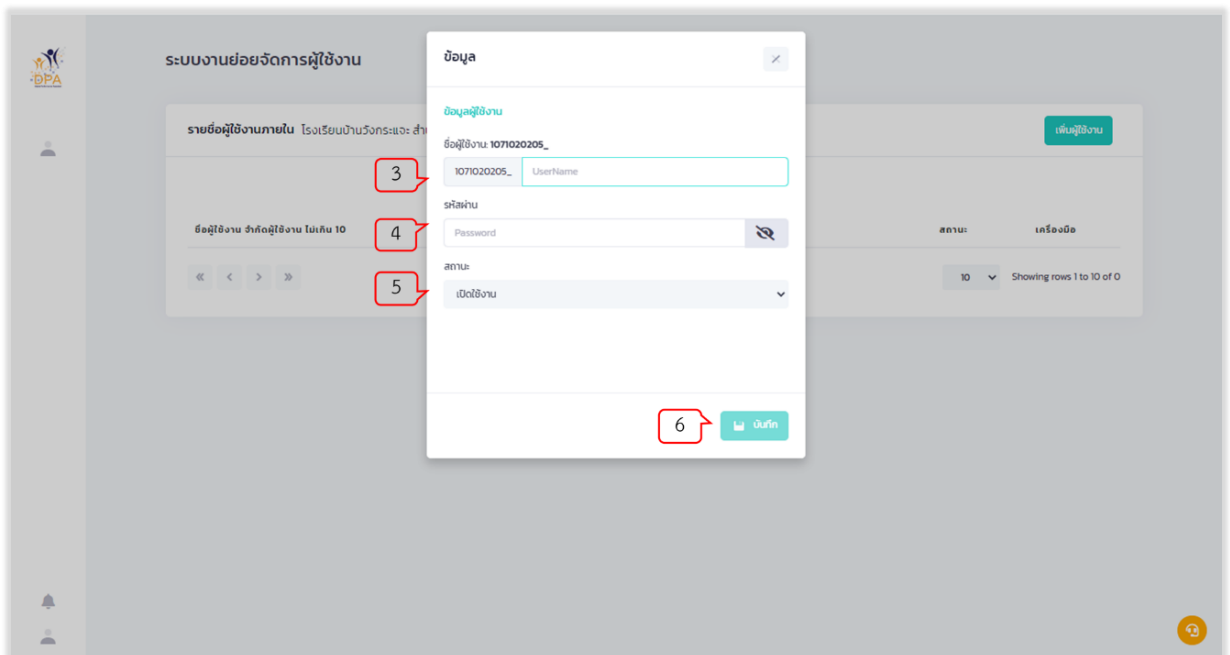 DPA
ระบบงานย่อยจัดการผู้ใช้งาน
รายชื่อผู้ใช้งานภายใน โรงเรียนบ้านวังกระแจะ
เพิ่มผู้ใช้งาน
ชื่อผู้ใช้งาน จำกัดผู้ใช้งาน ไม่เกิน 10
สถานะ
เครื่องมือ
10
Showing rows 1 to 10 of 0
ข้อมูล
ข้อมูลผู้ใช้งาน
ชื่อผู้ใช้งาน: 1071020205_
3
1071020205_ UserName
รหัสผ่าน
4
Password
สถานะ
5
เปิดใช้งาน
6
บันทึก